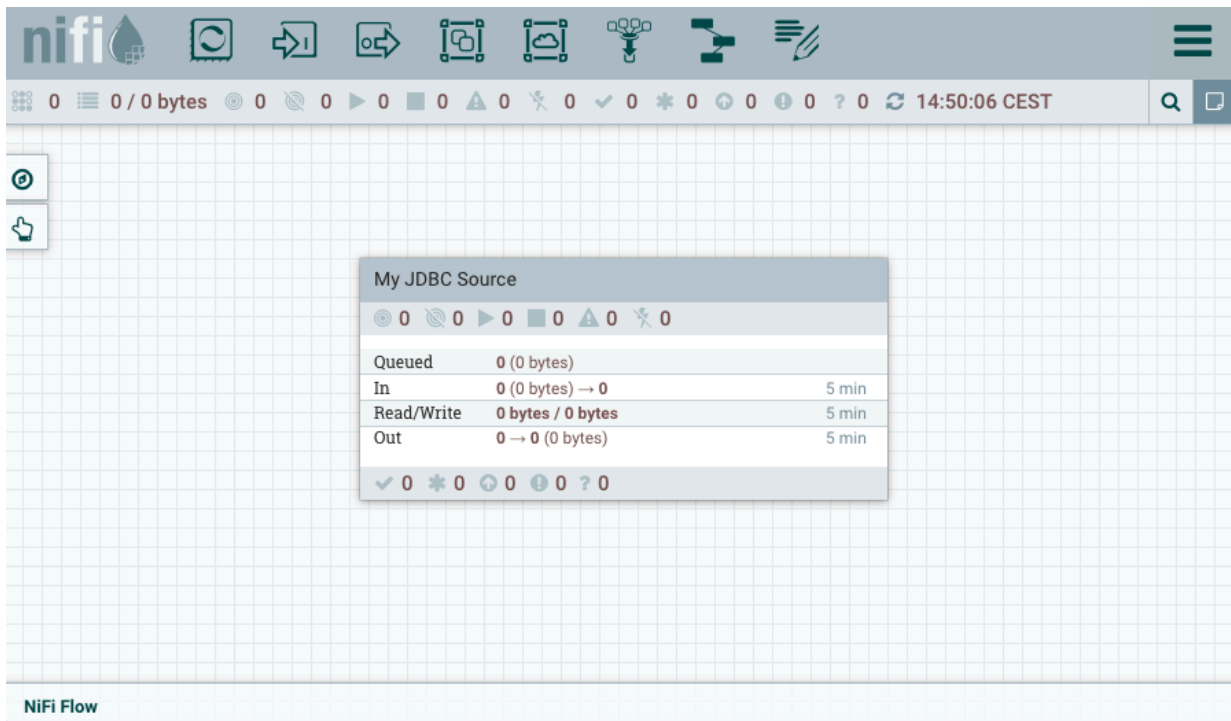 nifi
0 0 / 0 bytes 0 0 0 0 0 0 0 0 0 0 ? 0 14:50:06 CEST
My JDBC Source
0 0 0 0 0 0
Queued 0 (0 bytes)
In 0 (0 bytes) → 0 5 min
Read/Write 0 bytes / 0 bytes 5 min
Out 0 → 0 (0 bytes) 5 min
0 0 0 0 ? 0
NiFi Flow